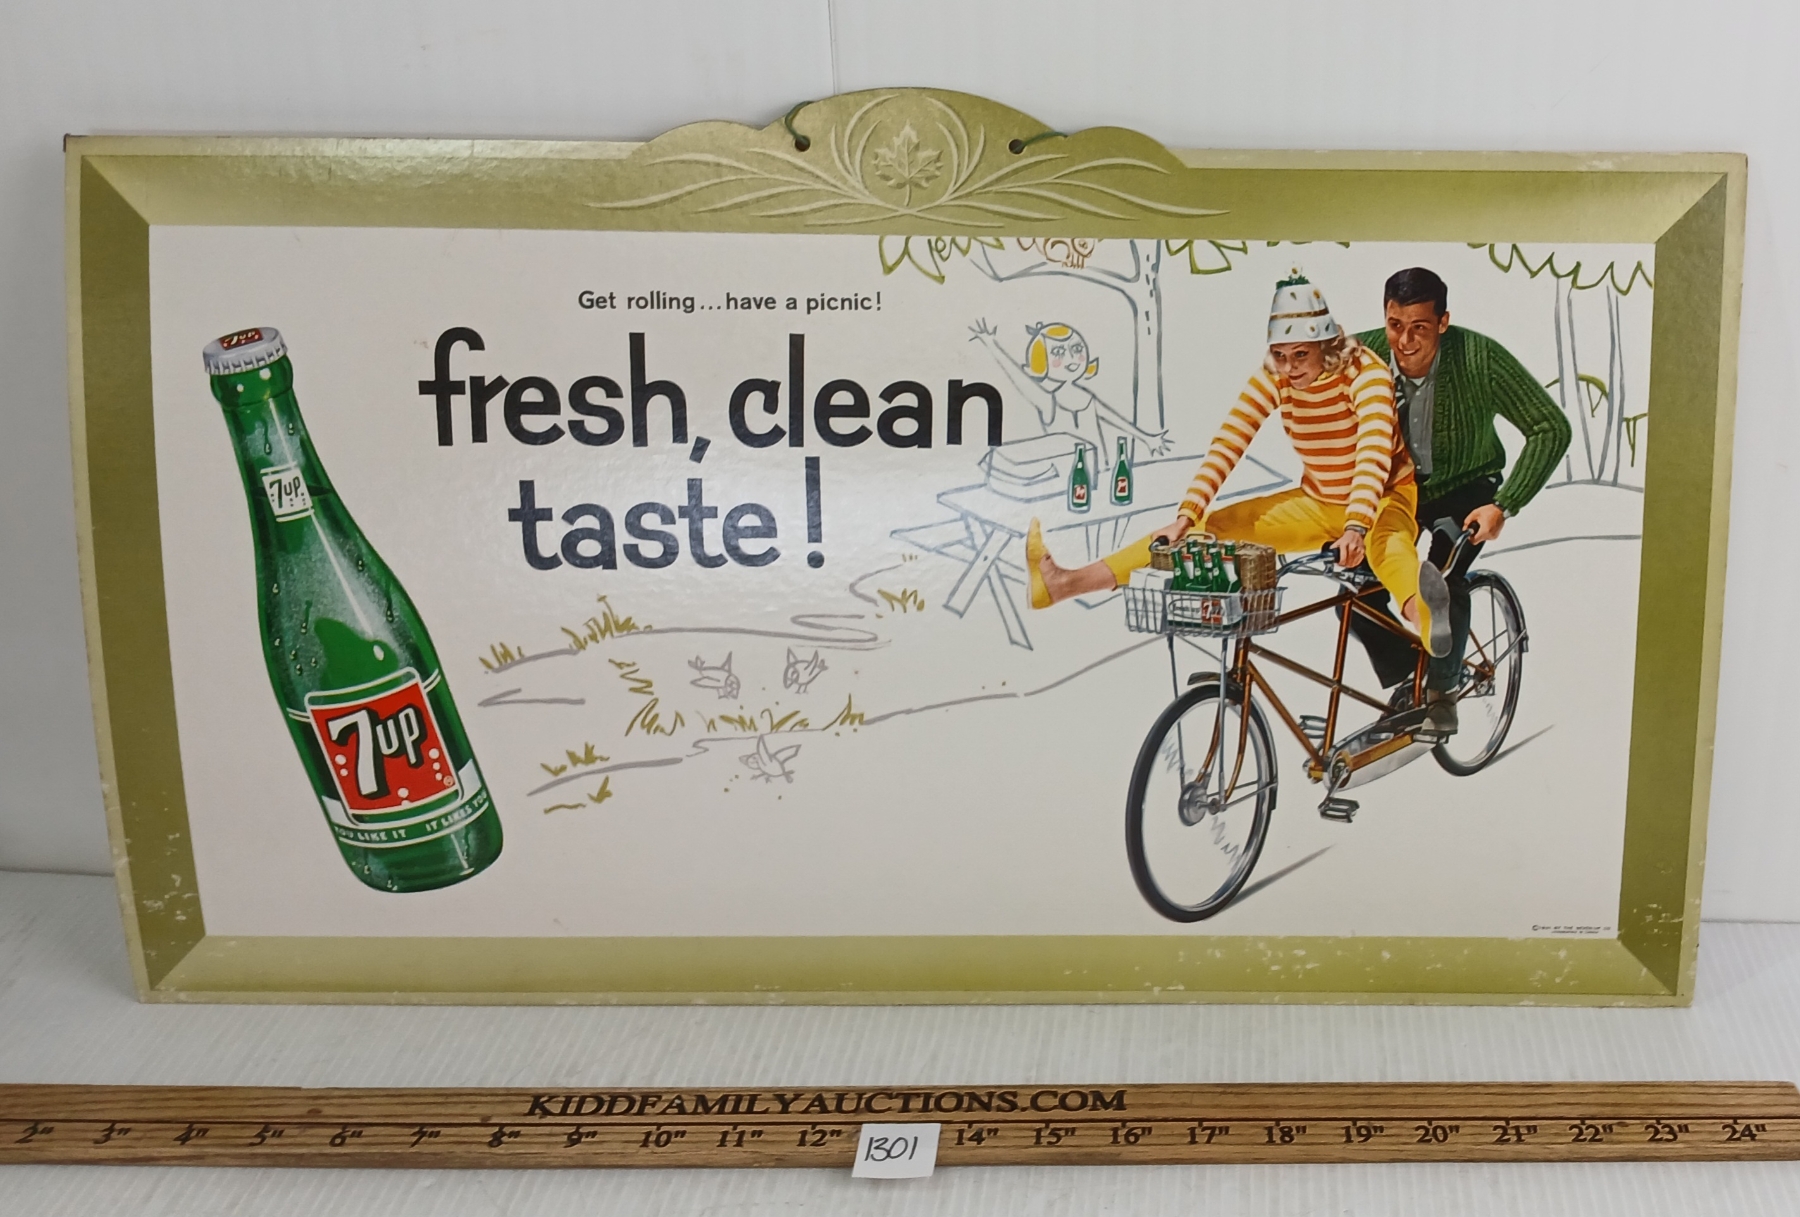 Get rolling...have a picnic!
fresh, clean
taste!
7up
7up
7up
YOU LIKE IT IT LIKES YOU
KIDDFAMILYAUCTIONS.COM
2" 3" 4" 5" 6" 7" 8" 9" 10" 11" 12" 14" 15" 16" 17" 18" 19" 20" 21" 22" 23" 24"
1301